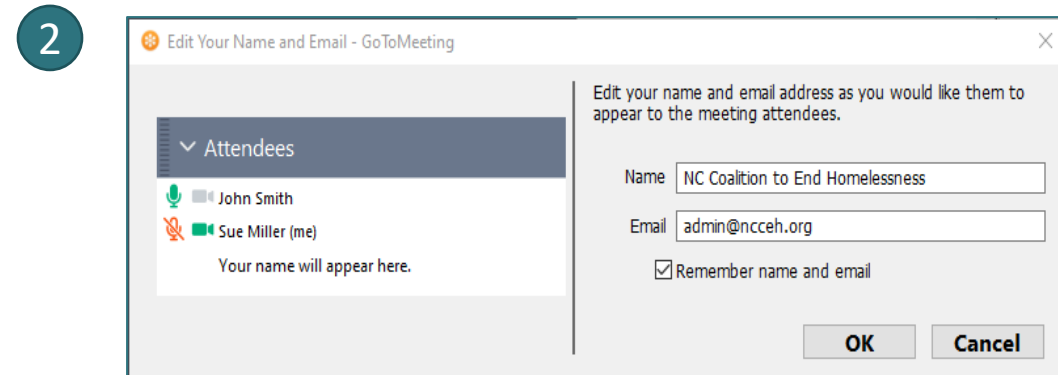 2
Edit Your Name and Email - GoToMeeting
Attendees
John Smith
Sue Miller (me)
Your name will appear here.
Edit your name and email address as you would like them to
appear to the meeting attendees.
Name NC Coalition to End Homelessness
Email admin@ncceh.org
Remember name and email
OK Cancel